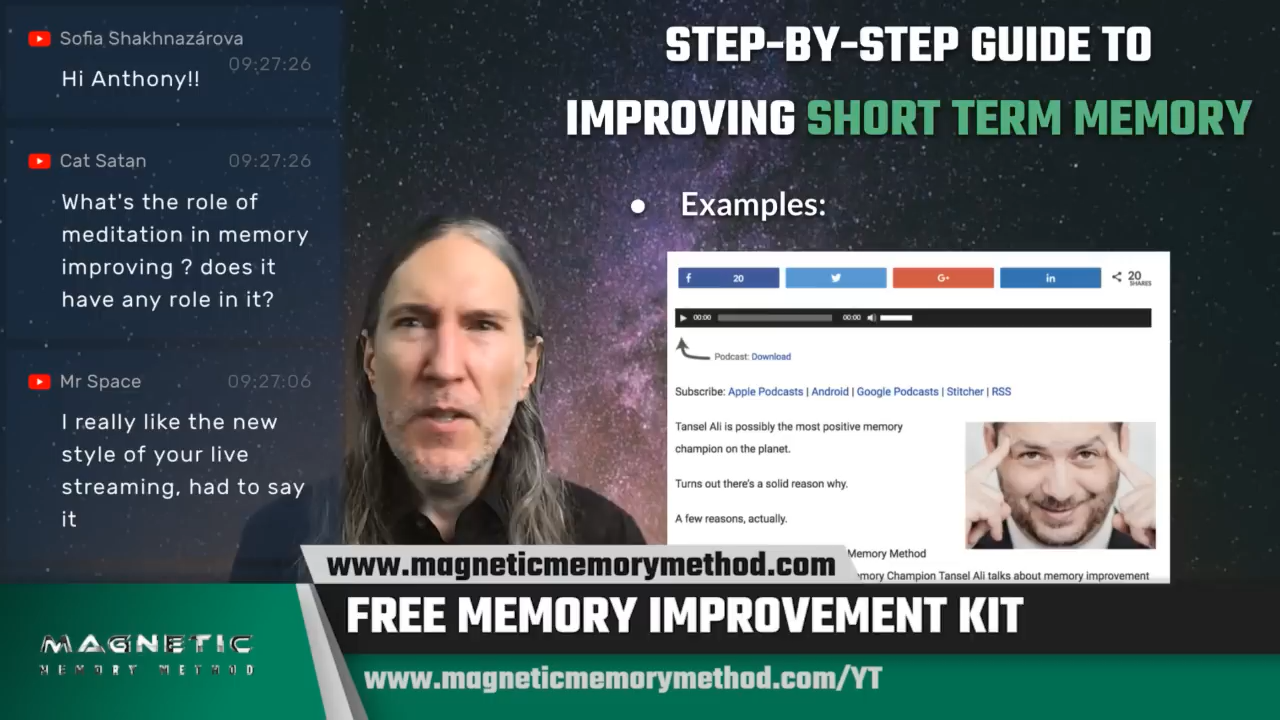 Sofia Shakhnazárova
09:27:26
Hi Anthony!!
Cat Satan 09:27:26
What's the role of
meditation in memory
improving ? does it
have any role in it?
Mr Space 09:27:06
I really like the new
style of your live
streaming, had to say
it
STEP-BY-STEP GUIDE TO
IMPROVING SHORT TERM MEMORY
• Examples:
20
20
SHARES
00:00 00:00
Podcast: Download
Subscribe: Apple Podcasts | Android | Google Podcasts | Stitcher | RSS
Tansel Ali is possibly the most positive memory
champion on the planet.
Turns out there's a solid reason why.
A few reasons, actually.
Memory Method
emory Champion Tansel Ali talks about memory improvement
www.magneticmemorymethod.com
FREE MEMORY IMPROVEMENT KIT
MAGNETIC
MEMORY METHOD
www.magneticmemorymethod.com/YT